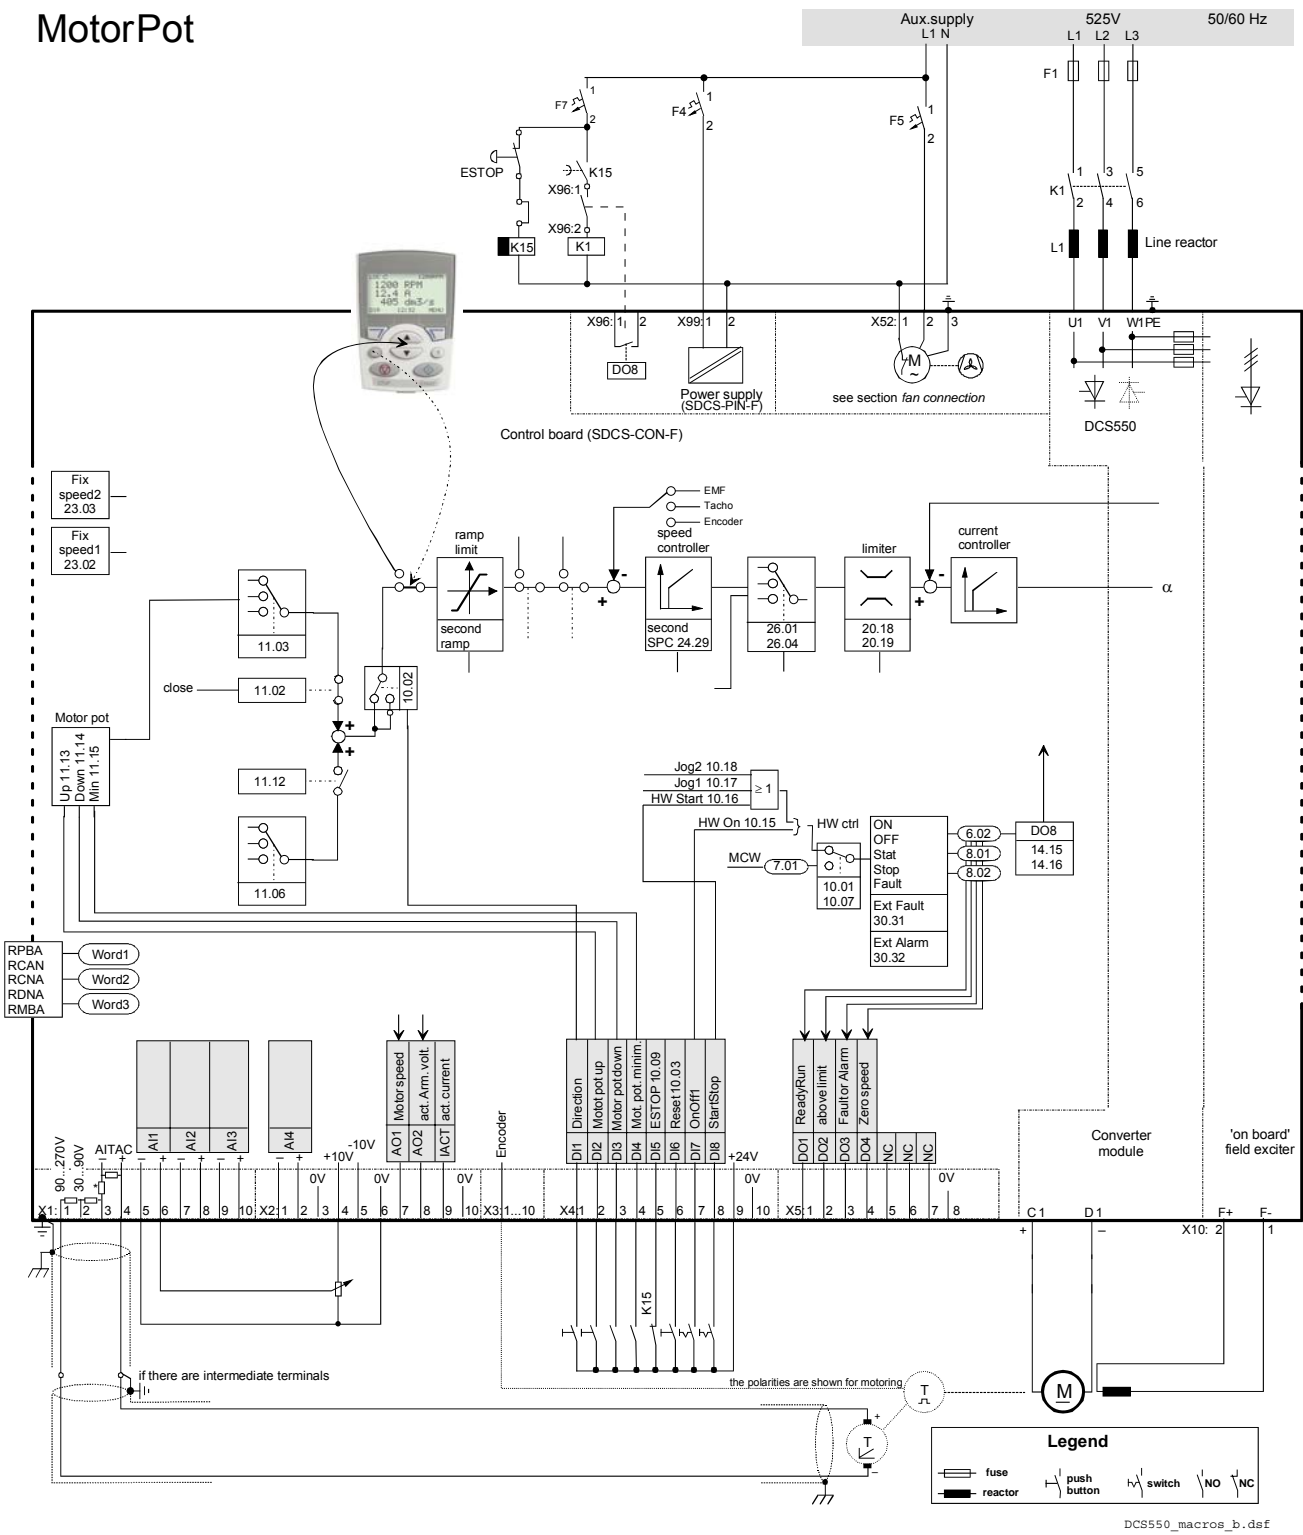 MotorPot
Aux.supply
525V
50/60 Hz
L1 N
L1 L2 L3
F1
F7
1
2
F4
1
2
F5
1
2
ESTOP
K15
X96:1
X96:2
K15
K1
K1
1 3 5
2 4 6
L1
Line reactor
1200 RPM
12.4 A
405 dm3/s
MENU
X96: 1 2
X99: 1 2
X52: 1 2 3
U1 V1 W1 PE
DO8
Power supply
(SDCS-PIN-F)
M
~
see section fan connection
DCS550
Control board (SDCS-CON-F)
Fix
speed2
23.03
Fix
speed1
23.02
EMF
Tacho
Encoder
ramp
limit
speed
controller
limiter
current
controller
second
ramp
- +
second
SPC 24.29
26.01
26.04
20.18
20.19
- +
α
11.03
close
11.02
10.02
+
+
Motor pot
Up 11.13
Down 11.14
Min 11.15
11.12
11.06
Jog2 10.18
Jog1 10.17
HW Start 10.16
≥ 1
HW On 10.15
HW ctrl
MCW
7.01
10.01
10.07
ON
OFF
Stat
Stop
Fault
Ext Fault
30.31
Ext Alarm
30.32
6.02
8.01
8.02
DO8
14.15
14.16
RPBA
RCAN
RCNA
RDNA
RMBA
Word1
Word2
Word3
90...270V
30...90V
AITAC
– +
*
AI1
AI2
AI3
AI4
– + – + – +
– +
+10V
-10V
0V
0V
0V
AO1 Motor speed
AO2 act. Arm. volt.
IACT act. current
Encoder
DI1 Direction
DI2 Motot pot up
DI3 Motor pot down
DI4 Mot. pot. minim.
DI5 ESTOP 10.09
DI6 Reset 10.03
DI7 OnOff1
DI8 StartStop
+24V
0V
DO1 ReadyRun
DO2 above limit
DO3 Fault or Alarm
DO4 Zero speed
NC
NC
NC
0V
Converter
module
'on board'
field exciter
X1: 1 2 3 4 5 6 7 8 9 10
X2: 1 2 3 4 5 6 7 8 9 10
X3: 1...10
X4: 1 2 3 4 5 6 7 8 9 10
X5: 1 2 3 4 5 6 7 8
C1 D1
+ –
X10: 2 1
F+ F-
K15
if there are intermediate terminals
the polarities are shown for motoring
T
M
T
+
–
Legend
fuse
reactor
push
button
switch
NO
NC
DCS550_macros_b.dsf